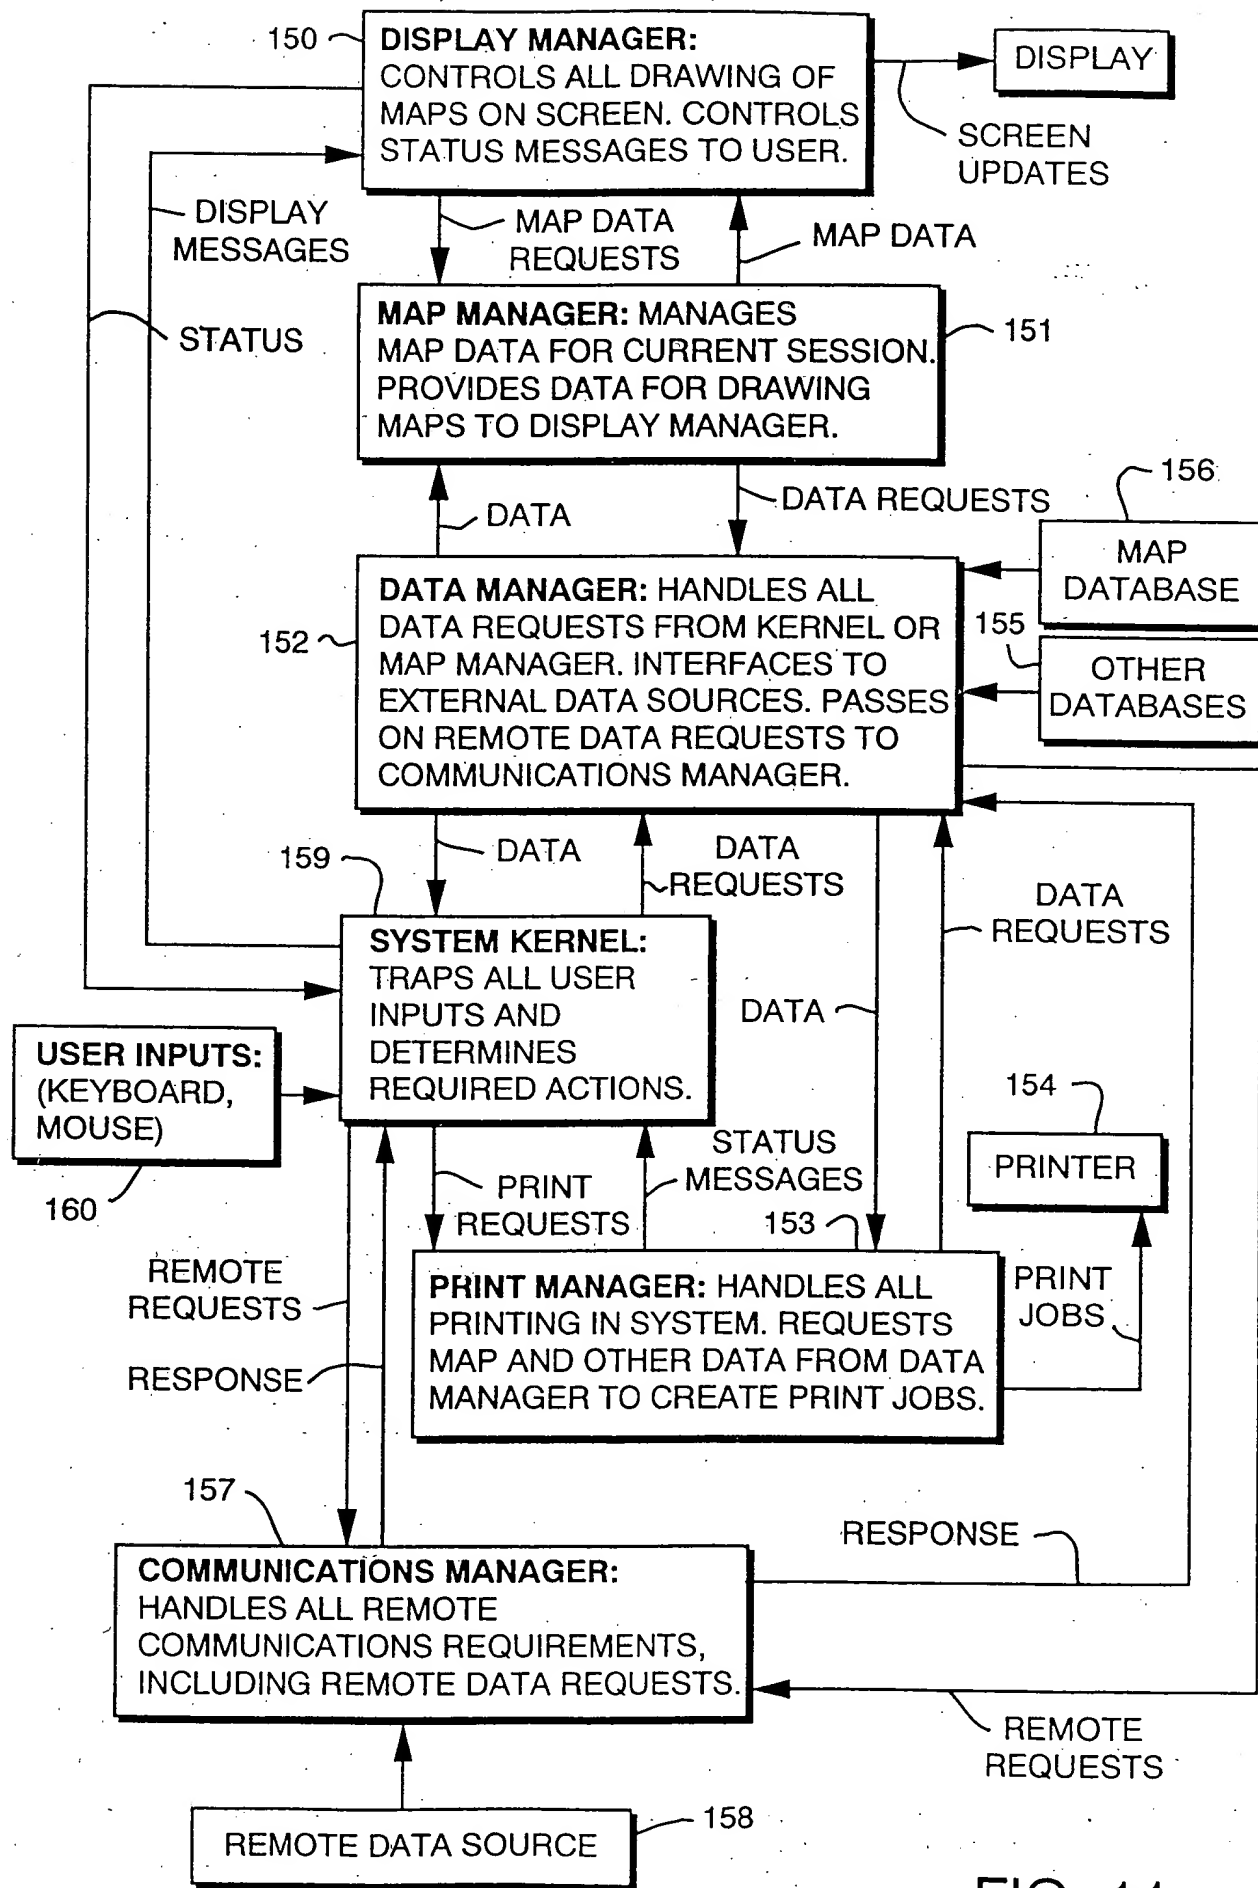 150
DISPLAY MANAGER:
CONTROLS ALL DRAWING OF
MAPS ON SCREEN. CONTROLS
STATUS MESSAGES TO USER.
DISPLAY
SCREEN
UPDATES
DISPLAY
MESSAGES
MAP DATA
REQUESTS
MAP DATA
STATUS
MAP MANAGER: MANAGES
MAP DATA FOR CURRENT SESSION.
PROVIDES DATA FOR DRAWING
MAPS TO DISPLAY MANAGER.
151
DATA
DATA REQUESTS
156
MAP
DATABASE
152
DATA MANAGER: HANDLES ALL
DATA REQUESTS FROM KERNEL OR
MAP MANAGER. INTERFACES TO
EXTERNAL DATA SOURCES. PASSES
ON REMOTE DATA REQUESTS TO
COMMUNICATIONS MANAGER.
155
OTHER
DATABASES
159
DATA
DATA
REQUESTS
DATA
REQUESTS
SYSTEM KERNEL:
TRAPS ALL USER
INPUTS AND
DETERMINES
REQUIRED ACTIONS.
DATA
USER INPUTS:
(KEYBOARD,
MOUSE)
160
154
PRINTER
PRINT
REQUESTS
STATUS
MESSAGES
153
REMOTE
REQUESTS
RESPONSE
PRINT MANAGER: HANDLES ALL
PRINTING IN SYSTEM. REQUESTS
MAP AND OTHER DATA FROM DATA
MANAGER TO CREATE PRINT JOBS.
PRINT
JOBS
157
RESPONSE
COMMUNICATIONS MANAGER:
HANDLES ALL REMOTE
COMMUNICATIONS REQUIREMENTS,
INCLUDING REMOTE DATA REQUESTS.
REMOTE
REQUESTS
REMOTE DATA SOURCE
158